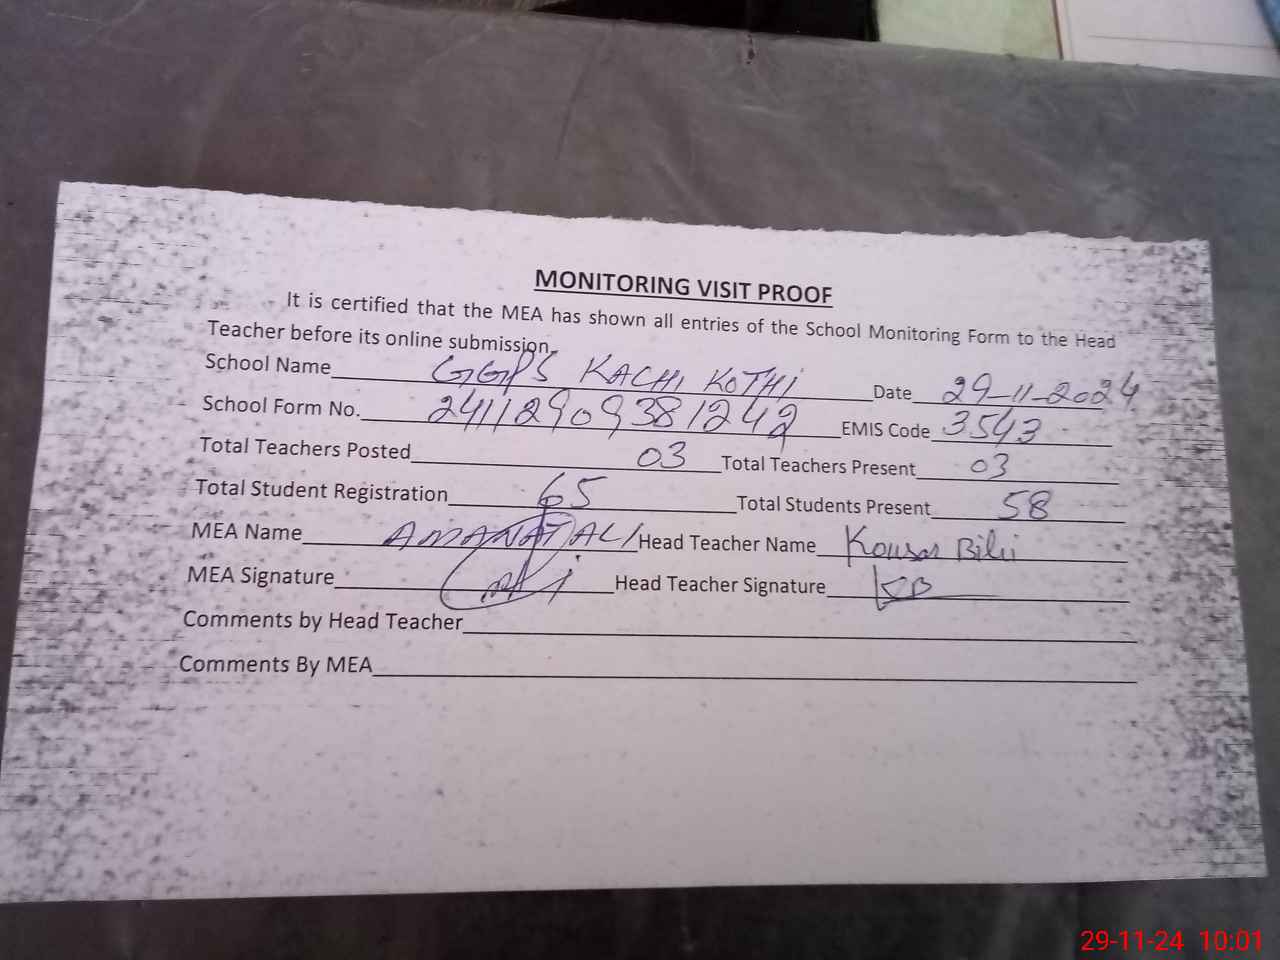 MONITORING VISIT PROOF
It is certified that the MEA has shown all entries of the School Monitoring Form to the Head
Teacher before its online submission.
School Name GGPS KACHI KOTHI Date 29-11-2024
School Form No. 24112909381242 EMIS Code 3543
Total Teachers Posted 03 Total Teachers Present 03
Total Student Registration 65 Total Students Present 58
MEA Name AMANAT ALI Head Teacher Name Kousar Bibi
MEA Signature Head Teacher Signature KB
Comments by Head Teacher
Comments By MEA
29-11-24 10:01